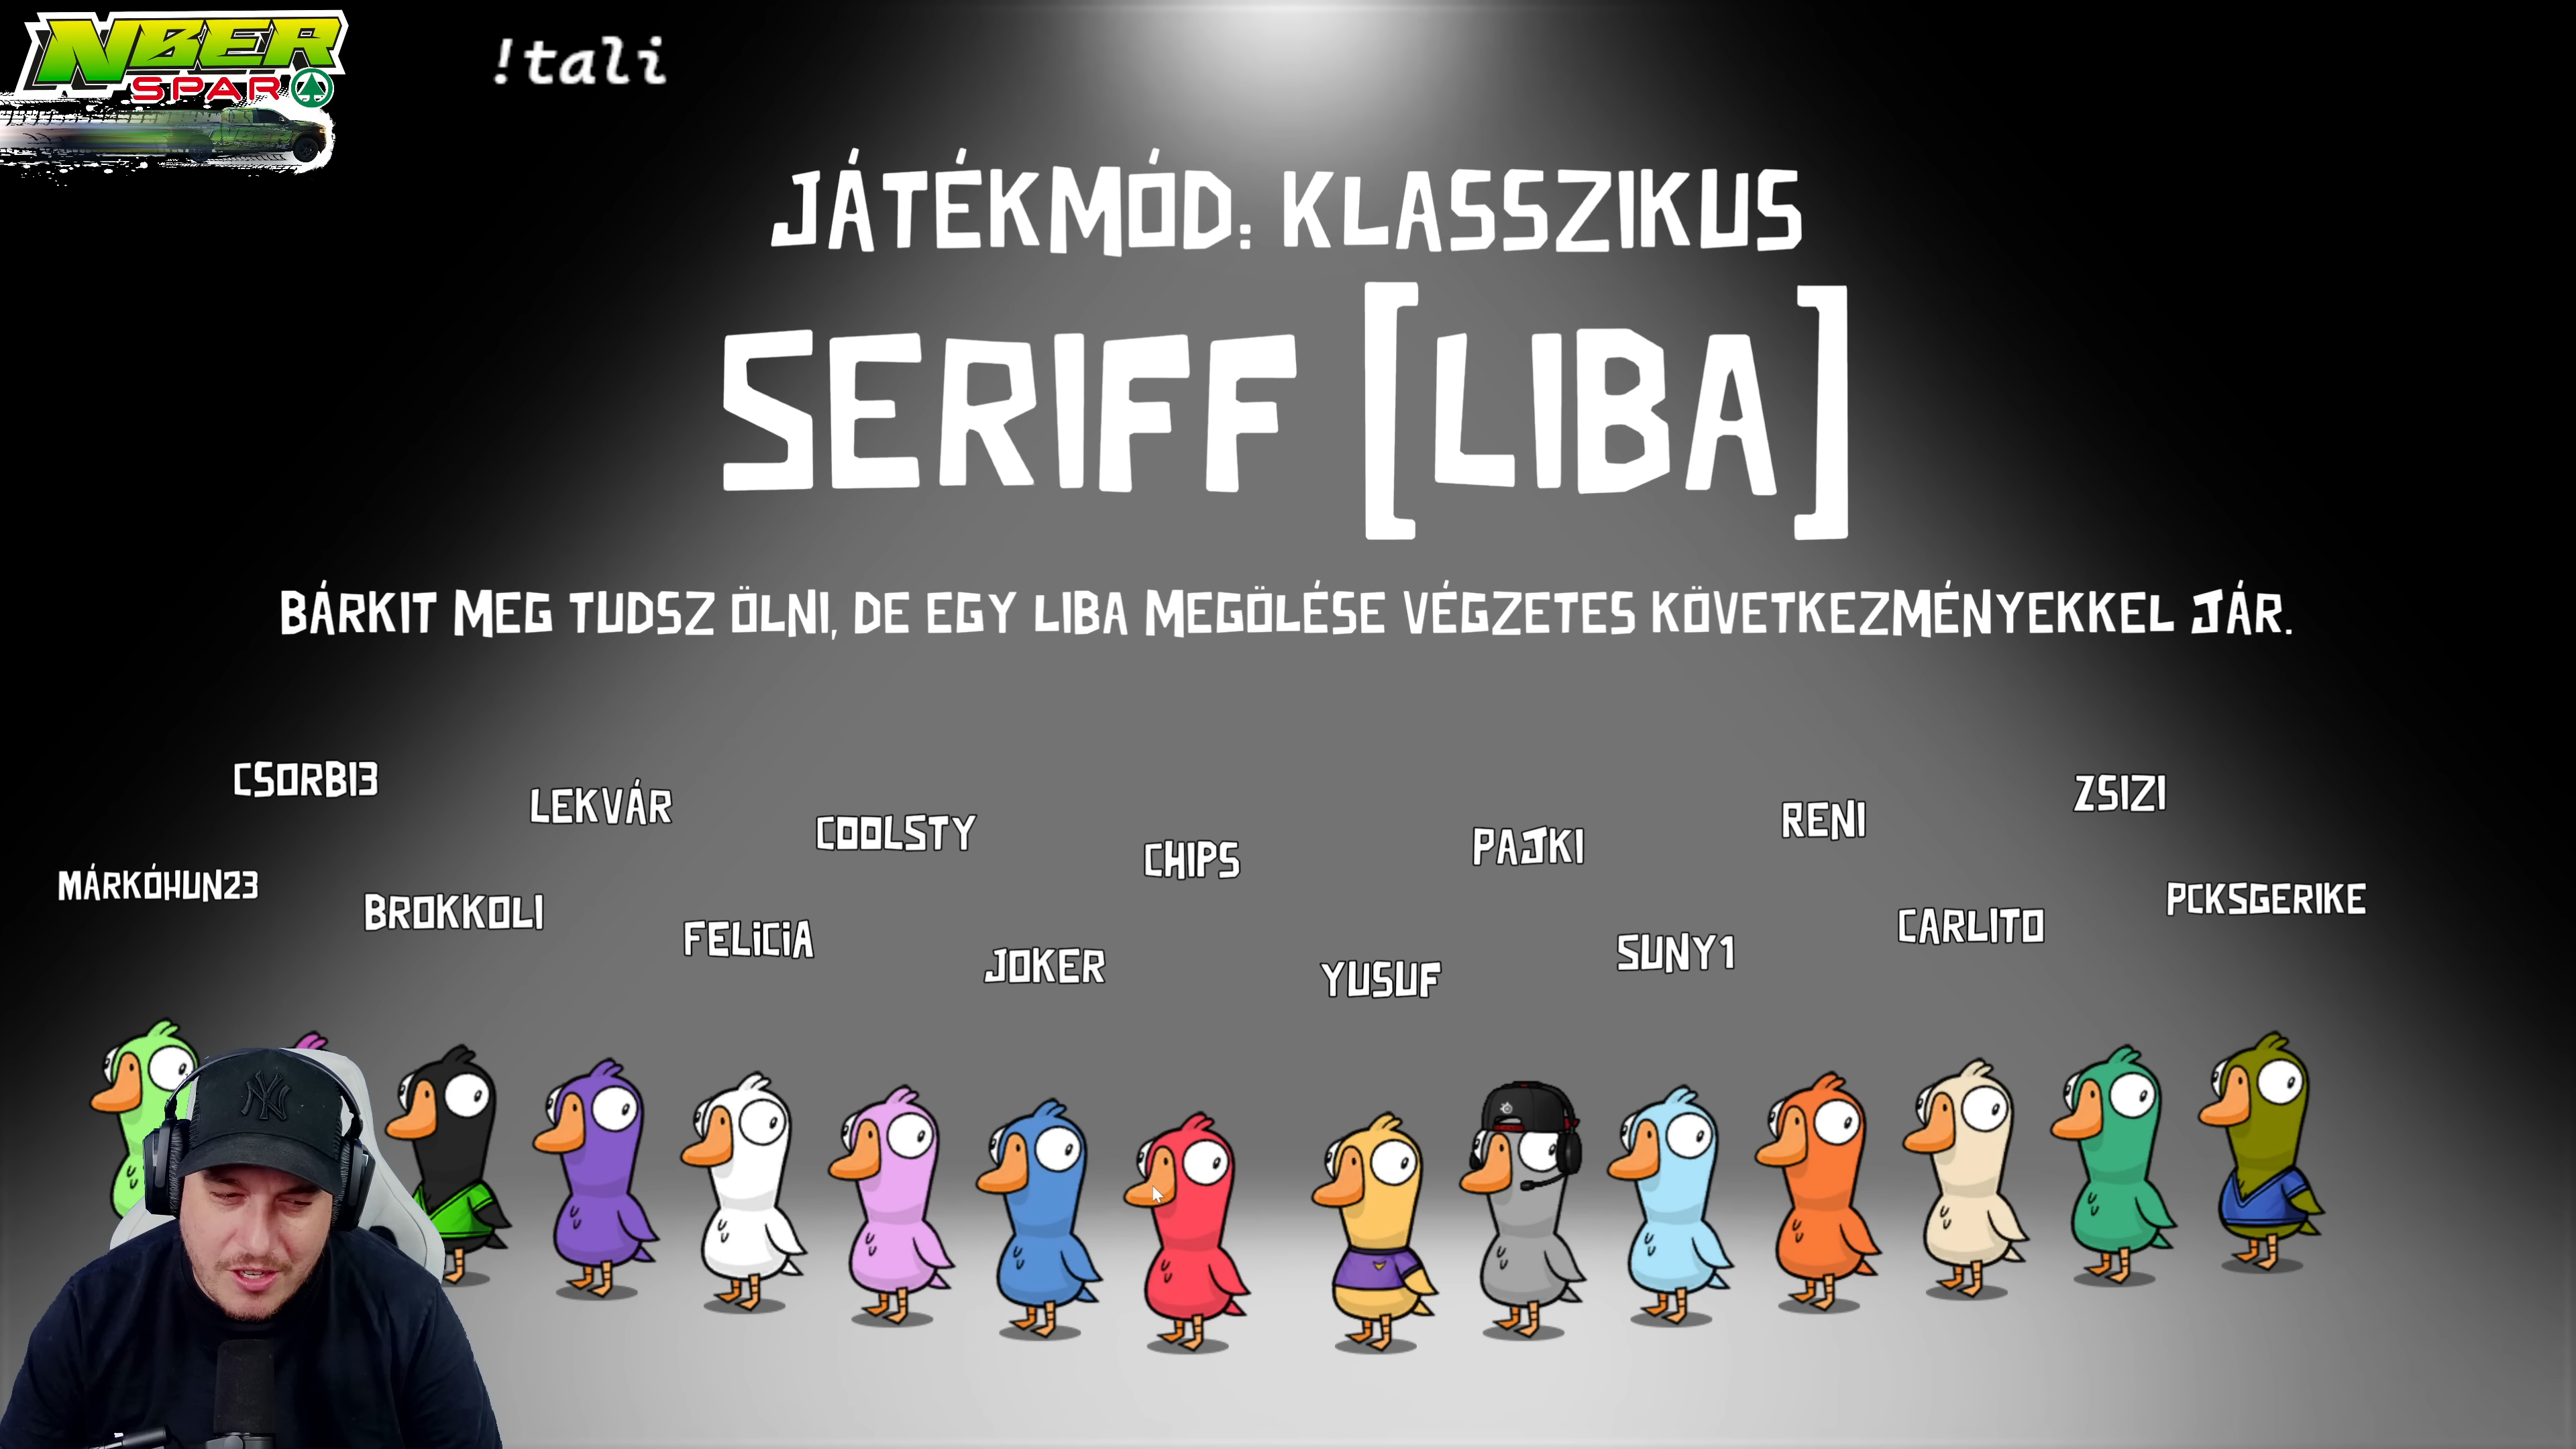 NBER
SPAR
!tali
JÁTÉKMÓD: KLASSZIKUS
SERIFF [LIBA]
BÁRKIT MEG TUDSZ ÖLNI, DE EGY LIBA MEGÖLÉSE VÉGZETES KÖVETKEZMÉNYEKKEL JÁR.
CSORBI3
LEKVÁR
COOLSTY
CHIPS
PAJKI
RENI
ZSIZI
MÁRKÓHUN23
BROKKOLI
FELiCiA
JOKER
YUSUF
SUNY1
CARLITO
PCKSGERIKE
NY